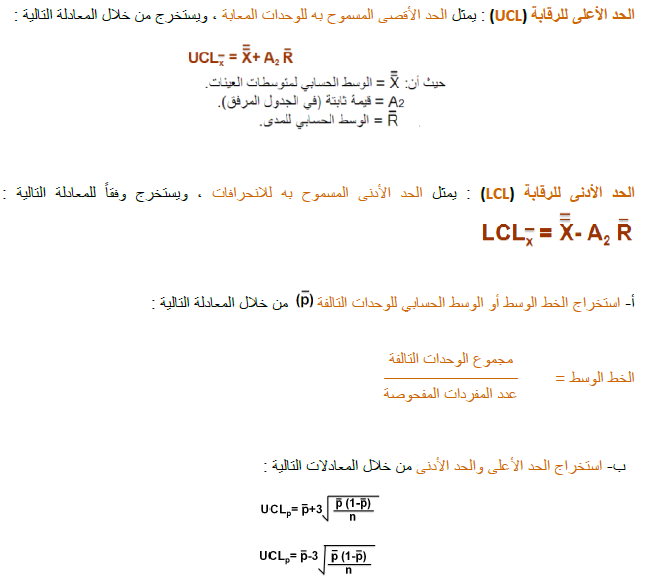 الحد الأعلى للرقابة (UCL) : يمثل الحد الأقصى المسموح به للوحدات المعابة ، ويستخرج من خلال المعادلة التالية :
UCLx̄ = X̿+ A₂ R̄
حيث أن: X̿ = الوسط الحسابي لمتوسطات العينات.
A₂ = قيمة ثابتة (في الجدول المرفق).
R̄ = الوسط الحسابي للمدى.
الحد الأدنى للرقابة (LCL) : يمثل الحد الأدنى المسموح به للانحرافات ، ويستخرج وفقاً للمعادلة التالية :
LCLx̄ = X̿- A₂ R̄
أ- استخراج الخط الوسط أو الوسط الحسابي للوحدات التالفة (p̄) من خلال المعادلة التالية :
مجموع الوحدات التالفة
الخط الوسط =
عدد المفردات المفحوصة
ب- استخراج الحد الأعلى والحد الأدنى من خلال المعادلات التالية :
UCLp= p̄+3√(p̄ (1-p̄) / n)
UCLp= p̄-3√(p̄ (1-p̄) / n)